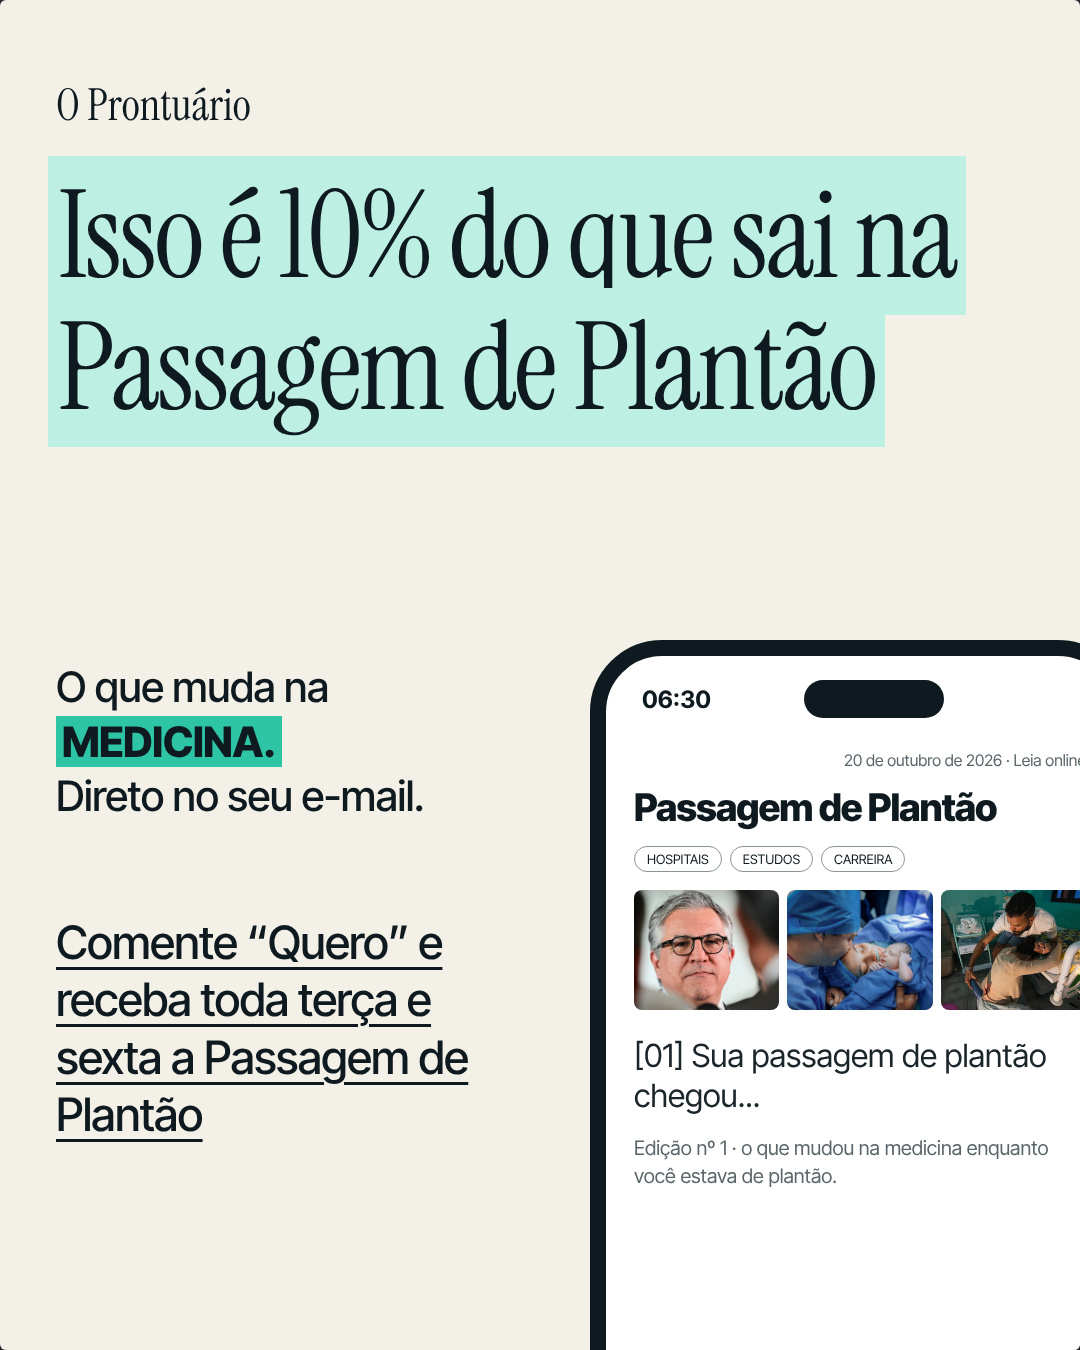 O Prontuário
Isso é 10% do que sai na
Passagem de Plantão
O que muda na
MEDICINA.
Direto no seu e-mail.
Comente “Quero” e
receba toda terça e
sexta a Passagem de
Plantão
06:30
20 de outubro de 2026 · Leia online
Passagem de Plantão
HOSPITAIS ESTUDOS CARREIRA
[01] Sua passagem de plantão
chegou...
Edição nº 1 · o que mudou na medicina enquanto
você estava de plantão.